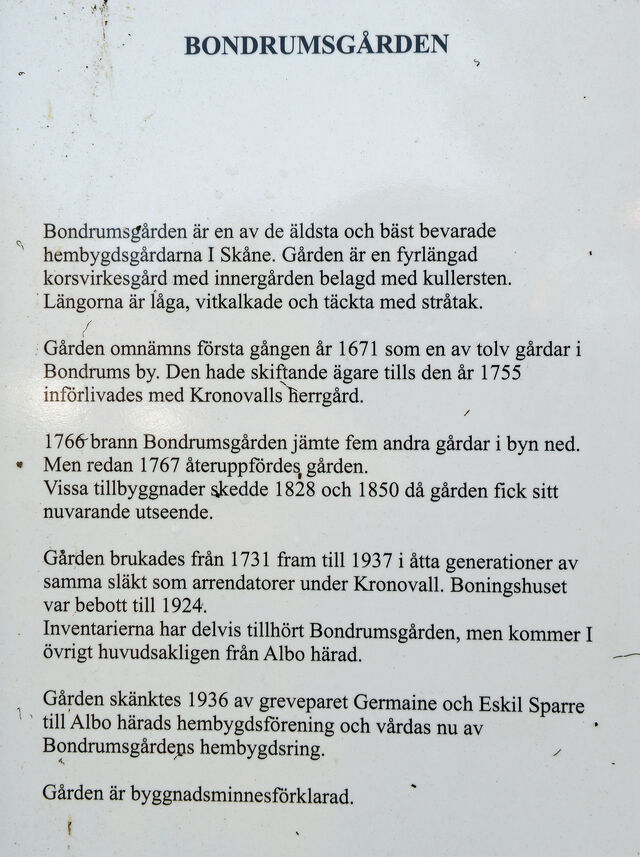 BONDRUMSGÅRDEN
Bondrumsgården är en av de äldsta och bäst bevarade
hembygdsgårdarna I Skåne. Gården är en fyrlängad
korsvirkesgård med innergården belagd med kullersten.
Längorna är låga, vitkalkade och täckta med stråtak.
Gården omnämns första gången år 1671 som en av tolv gårdar i
Bondrums by. Den hade skiftande ägare tills den år 1755
införlivades med Kronovalls herrgård.
1766 brann Bondrumsgården jämte fem andra gårdar i byn ned.
Men redan 1767 återuppfördes gården.
Vissa tillbyggnader skedde 1828 och 1850 då gården fick sitt
nuvarande utseende.
Gården brukades från 1731 fram till 1937 i åtta generationer av
samma släkt som arrendatorer under Kronovall. Boningshuset
var bebott till 1924.
Inventarierna har delvis tillhört Bondrumsgården, men kommer I
övrigt huvudsakligen från Albo härad.
Gården skänktes 1936 av greveparet Germaine och Eskil Sparre
till Albo härads hembygdsförening och vårdas nu av
Bondrumsgårdens hembygdsring.
Gården är byggnadsminnesförklarad.